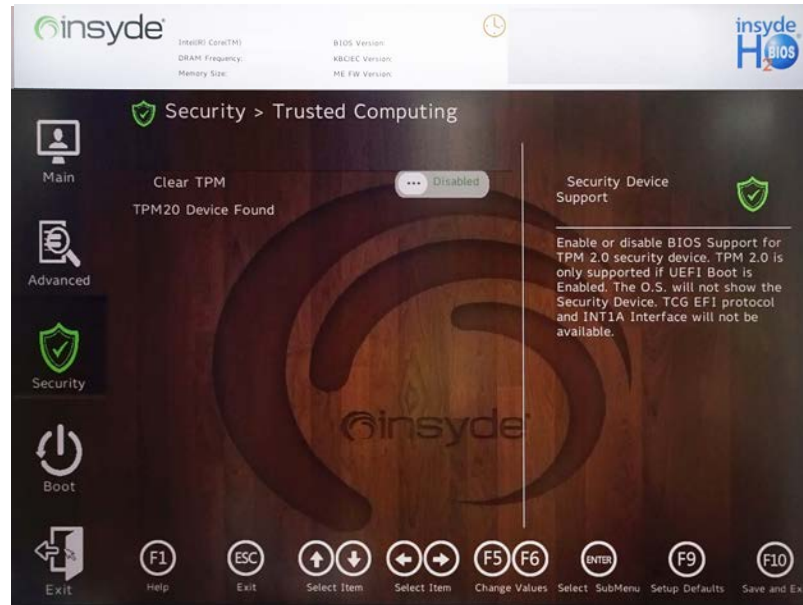 insyde
Intel(R) Core(TM)
DRAM Frequency:
Memory Size:
BIOS Version:
KBC/EC Version:
ME FW Version:
insyde
H2O BIOS
Security > Trusted Computing
Main
Advanced
Security
Boot
Exit
Clear TPM
Disabled
TPM20 Device Found
Security Device
Support
Enable or disable BIOS Support for
TPM 2.0 security device. TPM 2.0 is
only supported if UEFI Boot is
Enabled. The O.S. will not show the
Security Device. TCG EFI protocol
and INT1A Interface will not be
available.
insyde
F1
Help
ESC
Exit
Select Item
Select Item
F5 F6
Change Values
ENTER
Select SubMenu
F9
Setup Defaults
F10
Save and Ex